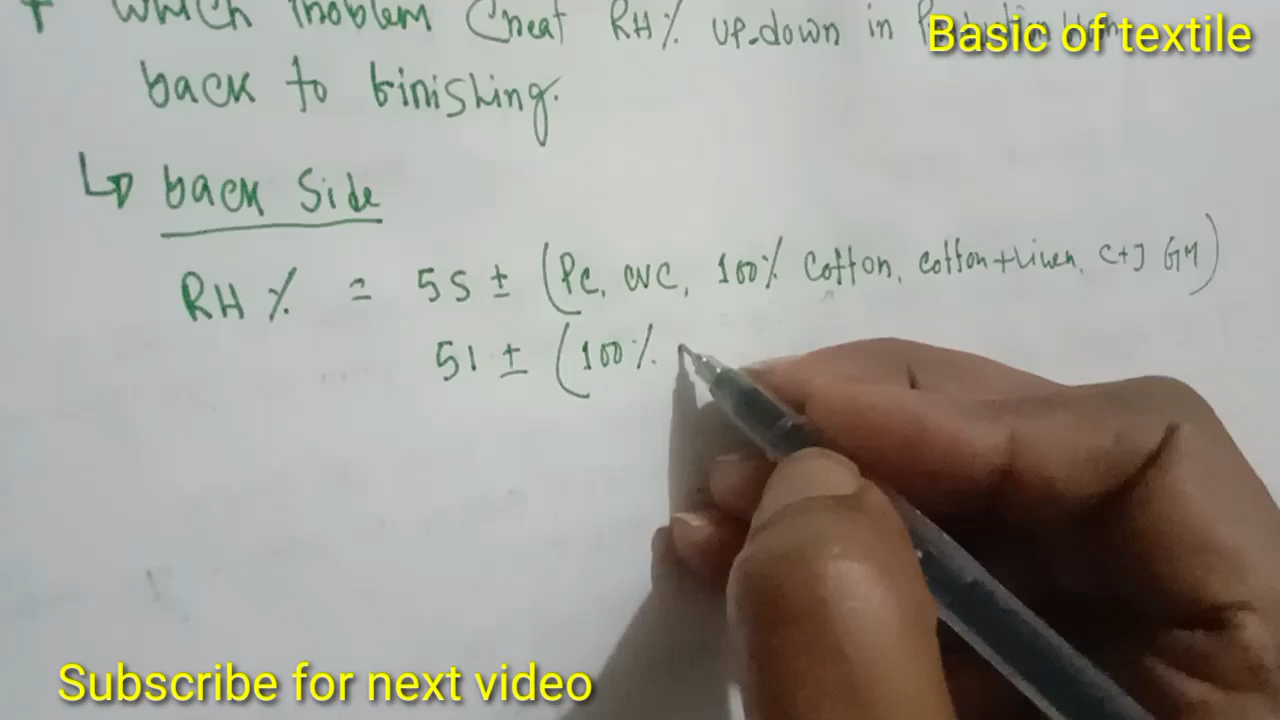 which Problem Creat RH% up-down in
Basic of textile
back to finishing.
↳ back Side
RH% = 55 ± (PC, CVC, 100% Cotton, Cotton+Linen, C+J GM)
51 ± (100%
Subscribe for next video